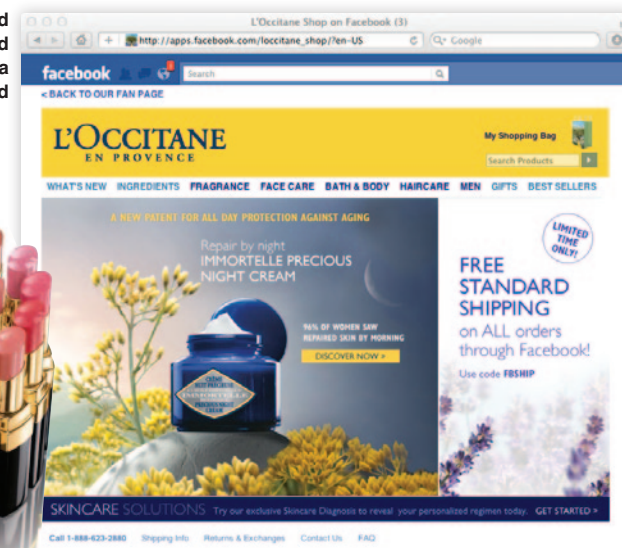 d
d
a
d
L'Occitane Shop on Facebook (3)
http://apps.facebook.com/loccitane_shop/?en-US
Google
facebook
Search
< BACK TO OUR FAN PAGE
L'OCCITANE
EN PROVENCE
My Shopping Bag
Search Products
WHAT'S NEW INGREDIENTS FRAGRANCE FACE CARE BATH & BODY HAIRCARE MEN GIFTS BEST SELLERS
A NEW PATENT FOR ALL DAY PROTECTION AGAINST AGING
Repair by night
IMMORTELLE PRECIOUS
NIGHT CREAM
96% OF WOMEN SAW
REPAIRED SKIN BY MORNING
DISCOVER NOW >
IMMORTELLE
PRECIOUS NIGHT
CREAM
LIMITED
TIME
ONLY!
FREE
STANDARD
SHIPPING
on ALL orders
through Facebook!
Use code FBSHIP
SKINCARE SOLUTIONS Try our exclusive Skincare Diagnosis to reveal your personalized regimen today. GET STARTED >
Call 1-888-623-2880 Shipping Info Returns & Exchanges Contact Us FAQ